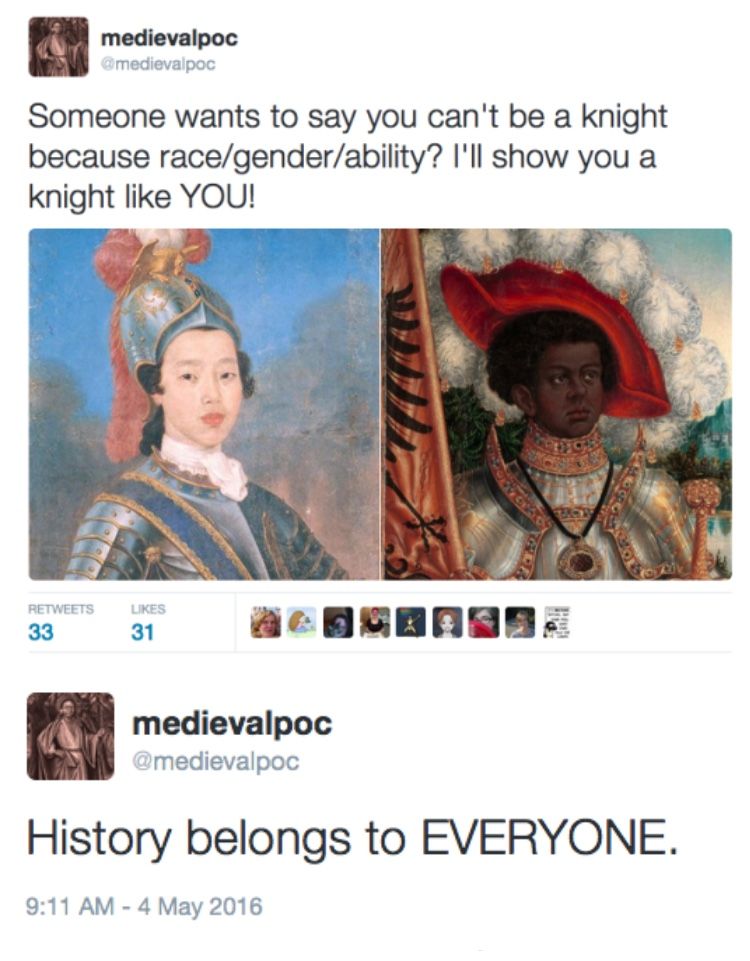 medievalpoc
@medievalpoc
Someone wants to say you can't be a knight
because race/gender/ability? I'll show you a
knight like YOU!
RETWEETS LIKES
33 31
medievalpoc
@medievalpoc
History belongs to EVERYONE.
9:11 AM - 4 May 2016